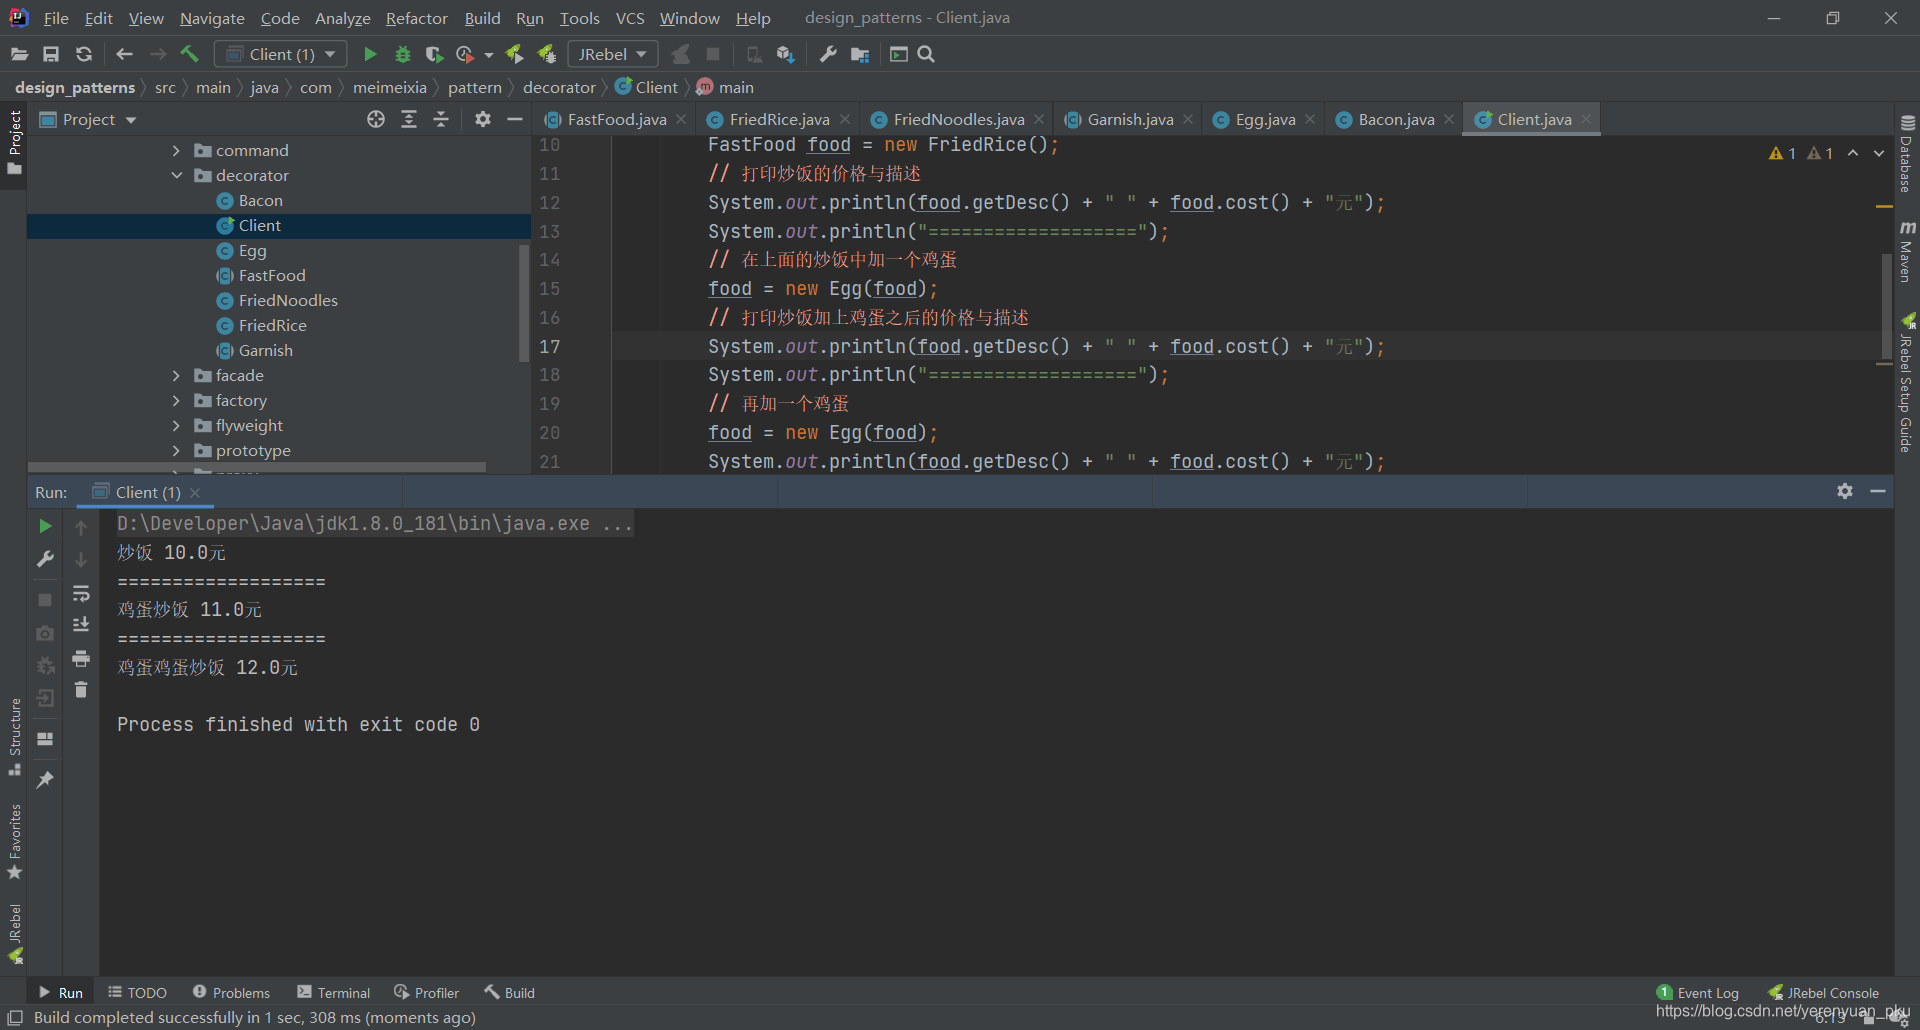 File Edit View Navigate Code Analyze Refactor Build Run Tools VCS Window Help design_patterns - Client.java
Client (1) JRebel
design_patterns src main java com meimeixia pattern decorator Client main
Project
Project
FastFood.java FriedRice.java FriedNoodles.java Garnish.java Egg.java Bacon.java Client.java
command
decorator
Bacon
Client
Egg
FastFood
FriedNoodles
FriedRice
Garnish
facade
factory
flyweight
prototype
10 FastFood food = new FriedRice();
11 // 打印炒饭的价格与描述
12 System.out.println(food.getDesc() + " " + food.cost() + "元");
13 System.out.println("===================");
14 // 在上面的炒饭中加一个鸡蛋
15 food = new Egg(food);
16 // 打印炒饭加上鸡蛋之后的价格与描述
17 System.out.println(food.getDesc() + " " + food.cost() + "元");
18 System.out.println("===================");
19 // 再加一个鸡蛋
20 food = new Egg(food);
21 System.out.println(food.getDesc() + " " + food.cost() + "元");
1 1
Database
Maven
JRebel Setup Guide
Run: Client (1)
D:\Developer\Java\jdk1.8.0_181\bin\java.exe ...
炒饭 10.0元
===================
鸡蛋炒饭 11.0元
===================
鸡蛋鸡蛋炒饭 12.0元
Process finished with exit code 0
Structure
Favorites
JRebel
Run TODO Problems Terminal Profiler Build
1 Event Log JRebel Console
Build completed successfully in 1 sec, 308 ms (moments ago)
6:13
https://blog.csdn.net/yerenyuan_pku